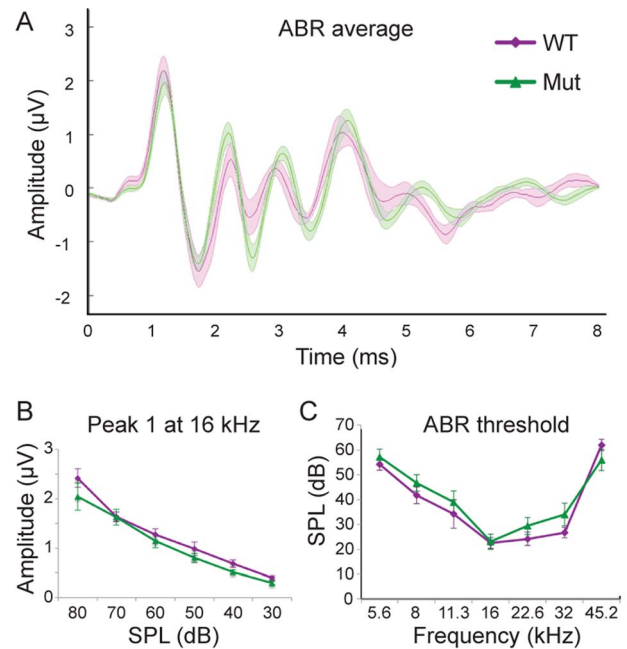 A
ABR average
WT
Mut
3
2
1
0
-1
-2
Amplitude (μV)
0 1 2 3 4 5 6 7 8
Time (ms)
B
Peak 1 at 16 kHz
3
2
1
0
Amplitude (μV)
80 70 60 50 40 30
SPL (dB)
C
ABR threshold
70
60
50
40
30
20
10
0
SPL (dB)
5.6 8 11.3 16 22.6 32 45.2
Frequency (kHz)